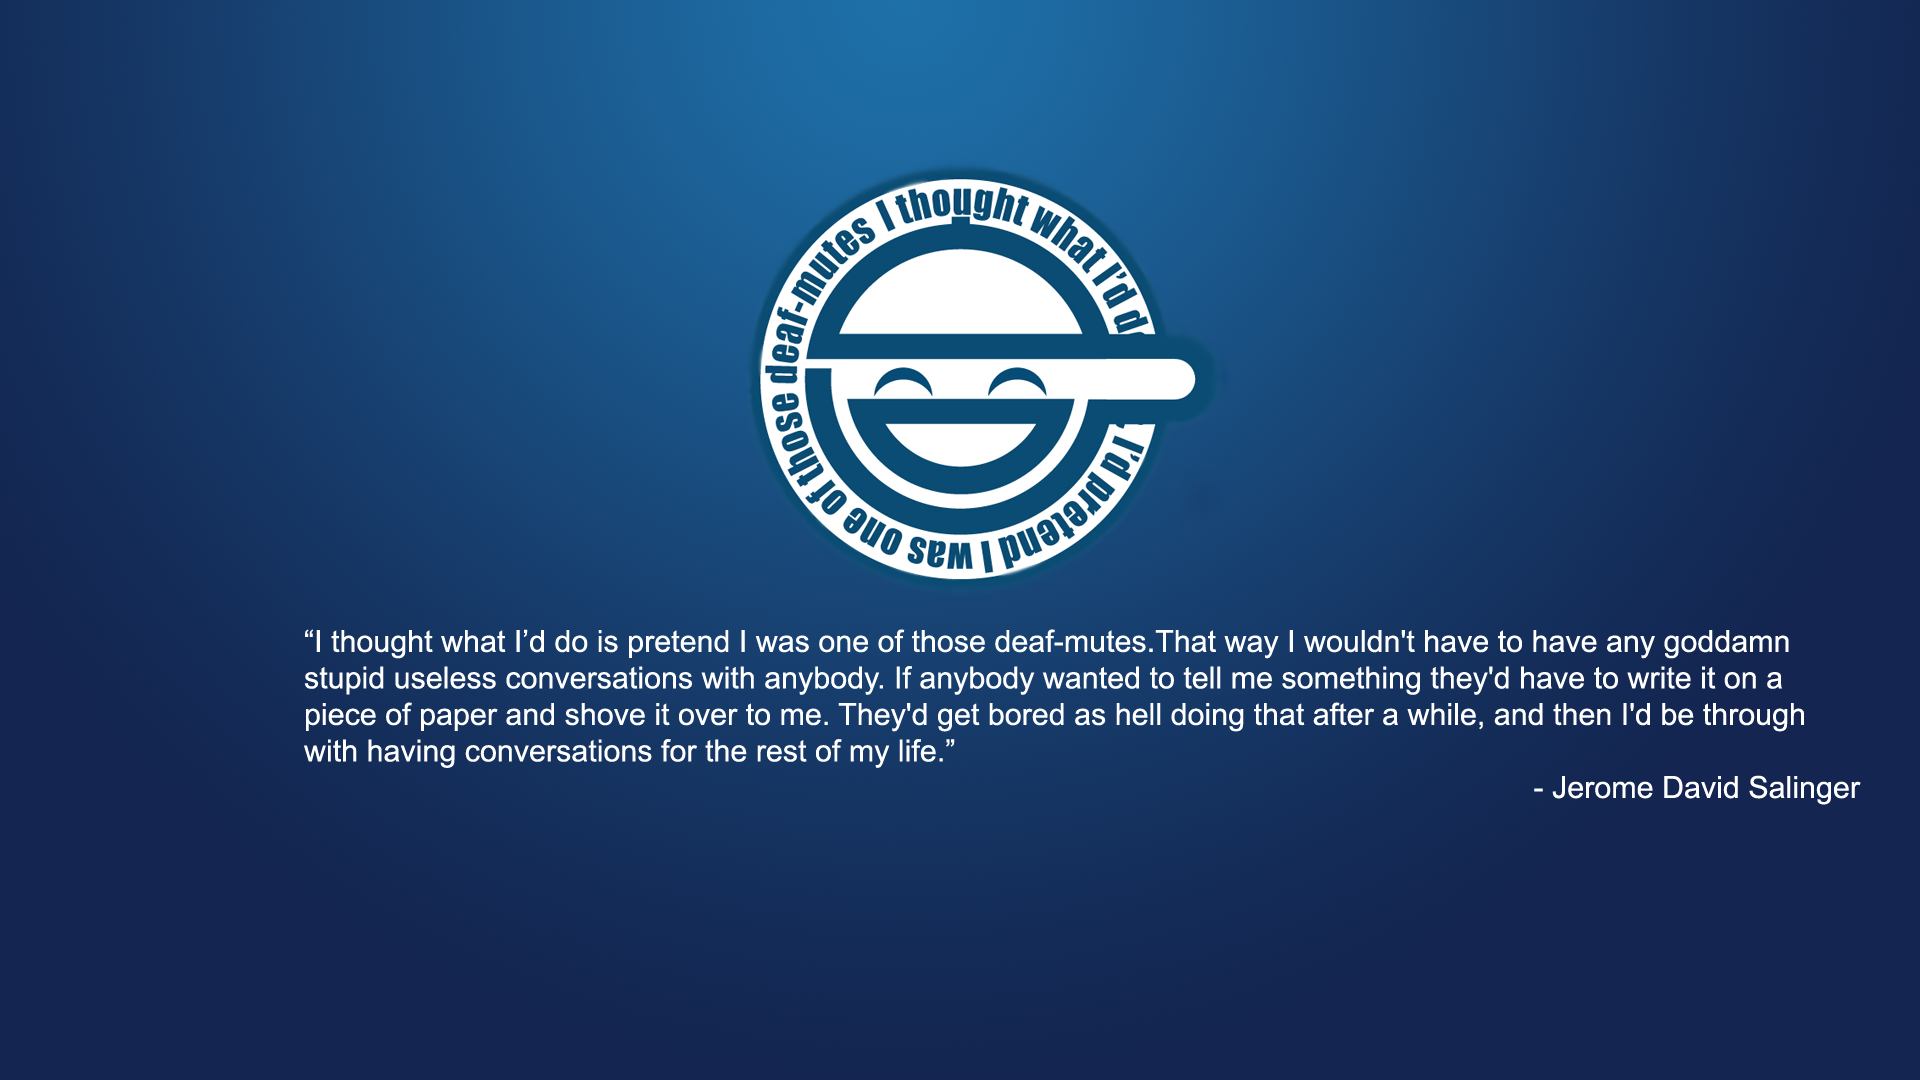 I thought what I'd d
, I'd pretend I was one of those deaf-mutes
“I thought what I’d do is pretend I was one of those deaf-mutes.That way I wouldn't have to have any goddamn
stupid useless conversations with anybody. If anybody wanted to tell me something they'd have to write it on a
piece of paper and shove it over to me. They'd get bored as hell doing that after a while, and then I'd be through
with having conversations for the rest of my life.”
- Jerome David Salinger